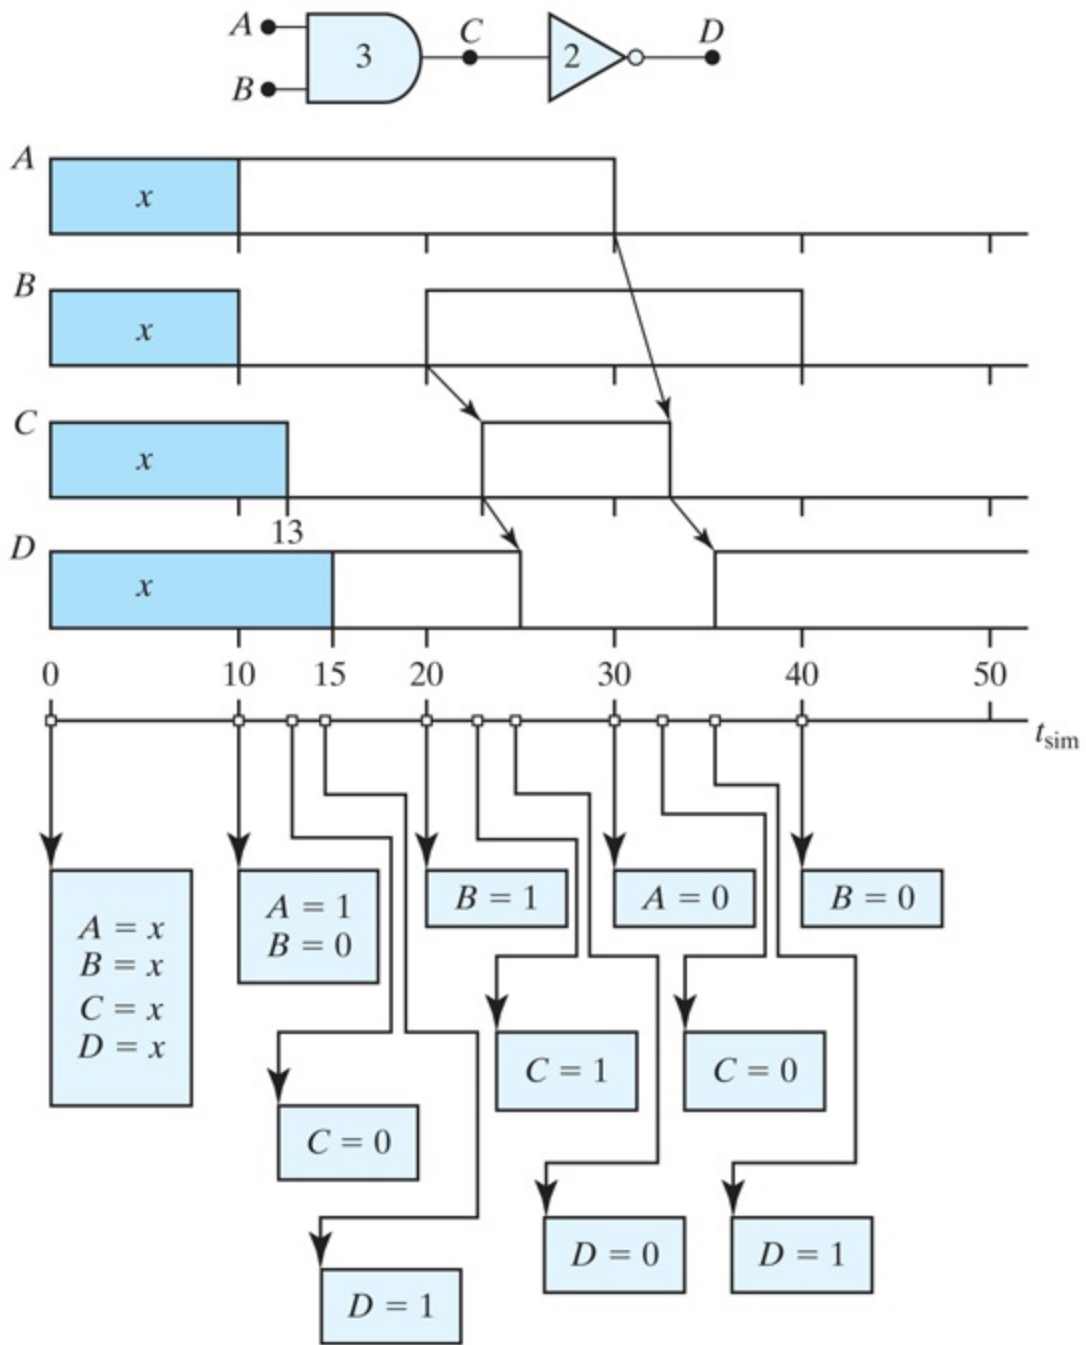 A
3
C
2
D
B
A
x
B
x
C
x
13
D
x
0 10 15 20 30 40 50
t_sim
A = x
B = x
C = x
D = x
A = 1
B = 0
B = 1
A = 0
B = 0
C = 1
C = 0
C = 0
D = 0
D = 1
D = 1